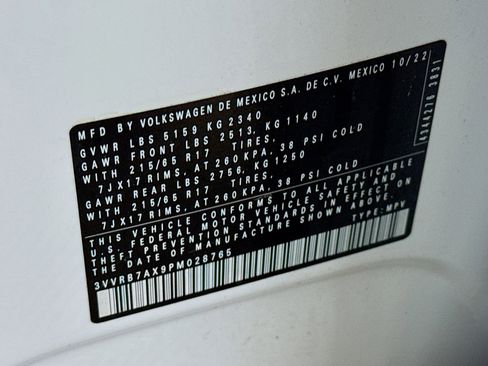 MFD BY VOLKSWAGEN DE MEXICO S.A. DE C.V. MEXICO 10/22
GVWR LBS 5159 KG 2340
GAWR FRONT LBS 2513, KG 1140
WITH 215/65 R17 TIRES,
7JX17 RIMS, AT 260 KPA, 38 PSI COLD
GAWR REAR LBS 2756, KG 1250
WITH 215/65 R17 TIRES,
7JX17 RIMS, AT 260 KPA, 38 PSI COLD
THIS VEHICLE CONFORMS TO ALL APPLICABLE
U.S. FEDERAL MOTOR VEHICLE SAFETY AND
THEFT PREVENTION STANDARDS IN EFFECT ON
THE DATE OF MANUFACTURE SHOWN ABOVE.
3VVRB7AX9PM028765 TYPE: MPV